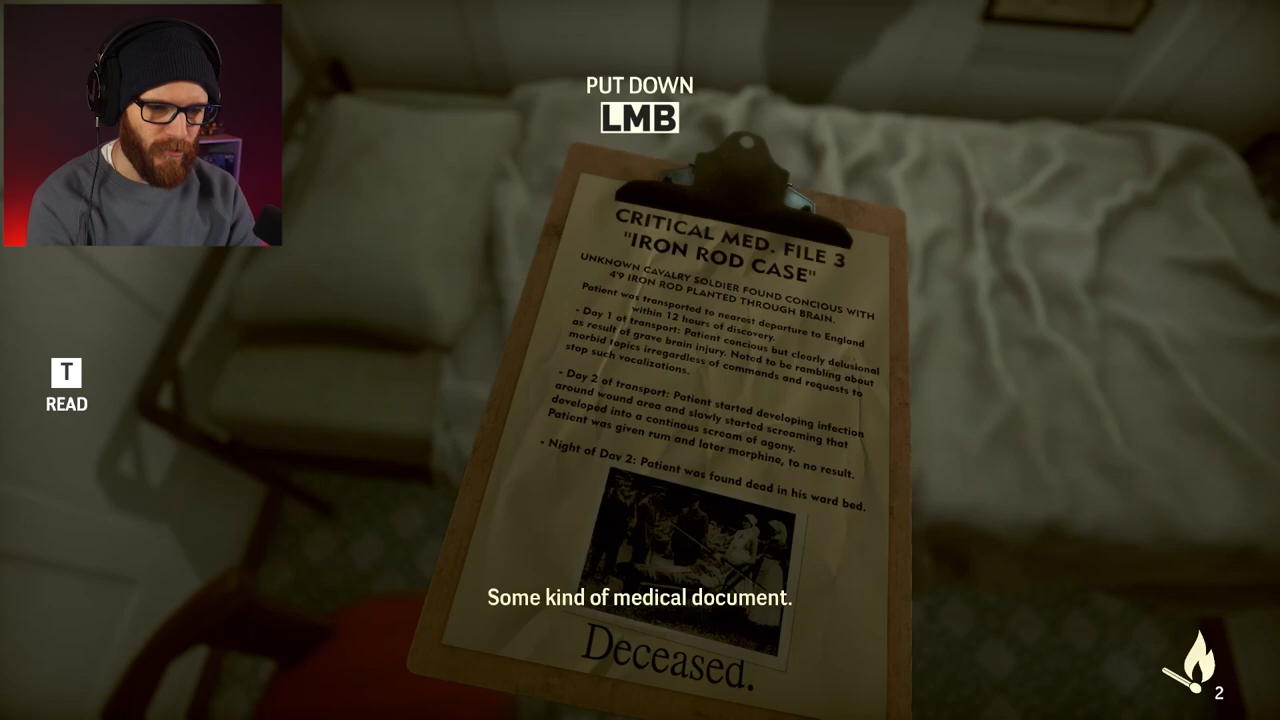 PUT DOWN
LMB
CRITICAL MED. FILE 3
"IRON ROD CASE"
UNKNOWN CAVALRY SOLDIER FOUND CONCIOUS WITH
4'9 IRON ROD PLANTED THROUGH BRAIN.
Patient was transported to nearest departure to England
within 12 hours of discovery.
- Day 1 of transport: Patient concious but clearly delusional
as result of grave brain injury. Noted to be rambling about
morbid topics irregardless of commands and requests to
stop such vocalizations.
- Day 2 of transport: Patient started developing infection
around wound area and slowly started screaming that
developed into a continous scream of agony.
Patient was given rum and later morphine, to no result.
- Night of Day 2: Patient was found dead in his ward bed.
T
READ
Some kind of medical document.
Deceased.
2